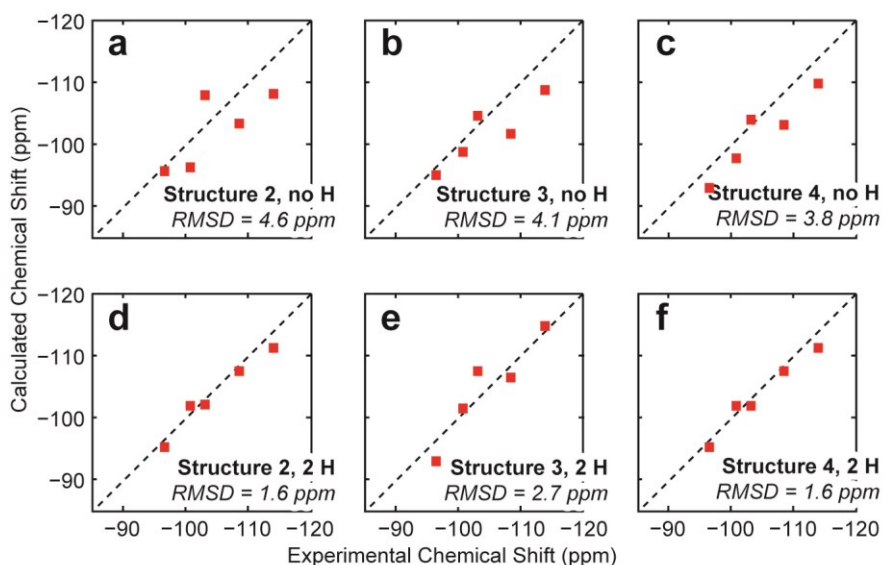 Calculated Chemical Shift (ppm)
−120
−110
−100
−90
a
Structure 2, no H
RMSD = 4.6 ppm
b
Structure 3, no H
RMSD = 4.1 ppm
c
Structure 4, no H
RMSD = 3.8 ppm
−120
−110
−100
−90
d
Structure 2, 2 H
RMSD = 1.6 ppm
e
Structure 3, 2 H
RMSD = 2.7 ppm
f
Structure 4, 2 H
RMSD = 1.6 ppm
−90 −100 −110 −120
−90 −100 −110 −120
−90 −100 −110 −120
Experimental Chemical Shift (ppm)